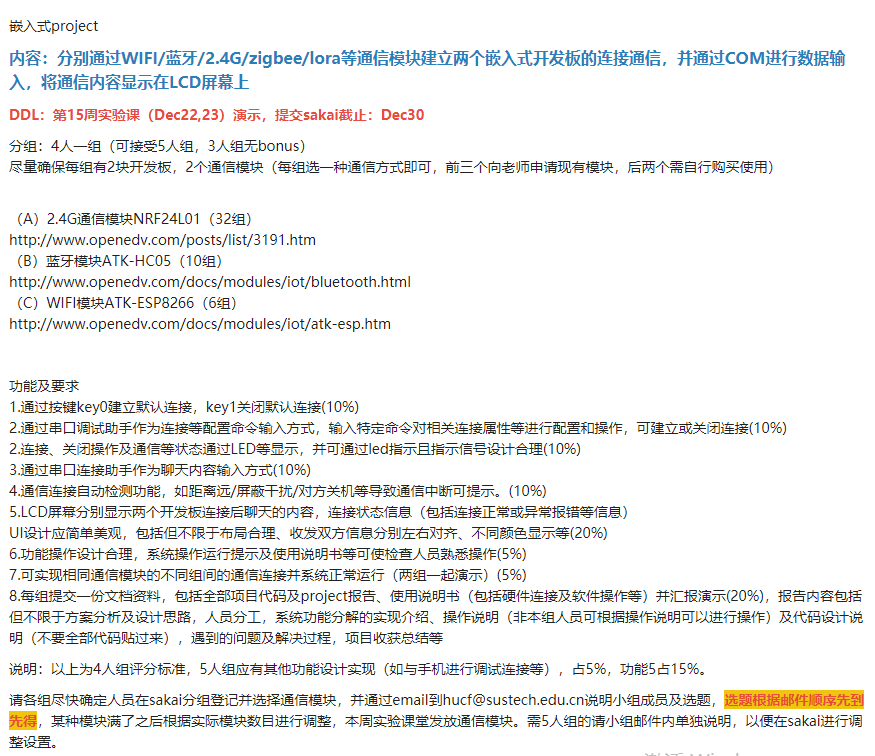 嵌入式project
内容：分别通过WIFI/蓝牙/2.4G/zigbee/lora等通信模块建立两个嵌入式开发板的连接通信，并通过COM进行数据输
入，将通信内容显示在LCD屏幕上
DDL：第15周实验课（Dec22,23）演示，提交sakai截止：Dec30
分组：4人一组（可接受5人组，3人组无bonus）
尽量确保每组有2块开发板，2个通信模块（每组选一种通信方式即可，前三个向老师申请现有模块，后两个需自行购买使用）
（A）2.4G通信模块NRF24L01（32组）
http://www.openedv.com/posts/list/3191.htm
（B）蓝牙模块ATK-HC05（10组）
http://www.openedv.com/docs/modules/iot/bluetooth.html
（C）WIFI模块ATK-ESP8266（6组）
http://www.openedv.com/docs/modules/iot/atk-esp.htm
功能及要求
1.通过按键key0建立默认连接，key1关闭默认连接(10%)
2.通过串口调试助手作为连接等配置命令输入方式，输入特定命令对相关连接属性等进行配置和操作，可建立或关闭连接(10%)
2.连接、关闭操作及通信等状态通过LED等显示，并可通过led指示且指示信号设计合理(10%)
3.通过串口连接助手作为聊天内容输入方式(10%)
4.通信连接自动检测功能，如距离远/屏蔽干扰/对方关机等导致通信中断可提示。(10%)
5.LCD屏幕分别显示两个开发板连接后聊天的内容，连接状态信息（包括连接正常或异常报错等信息）
UI设计应简单美观，包括但不限于布局合理、收发双方信息分别左右对齐、不同颜色显示等(20%)
6.功能操作设计合理，系统操作运行提示及使用说明书等可使检查人员熟悉操作(5%)
7.可实现相同通信模块的不同组间的通信连接并系统正常运行（两组一起演示）(5%)
8.每组提交一份文档资料，包括全部项目代码及project报告、使用说明书（包括硬件连接及软件操作等）并汇报演示(20%)，报告内容包括
但不限于方案分析及设计思路，人员分工，系统功能分解的实现介绍、操作说明（非本组人员可根据操作说明可以进行操作）及代码设计说
明（不要全部代码贴过来），遇到的问题及解决过程，项目收获总结等
说明：以上为4人组评分标准，5人组应有其他功能设计实现（如与手机进行调试连接等），占5%，功能5占15%。
请各组尽快确定人员在sakai分组登记并选择通信模块，并通过email到hucf@sustech.edu.cn说明小组成员及选题，选题根据邮件顺序先到
先得，某种模块满了之后根据实际模块数目进行调整，本周实验课堂发放通信模块。需5人组的请小组邮件内单独说明，以便在sakai进行调
整设置。